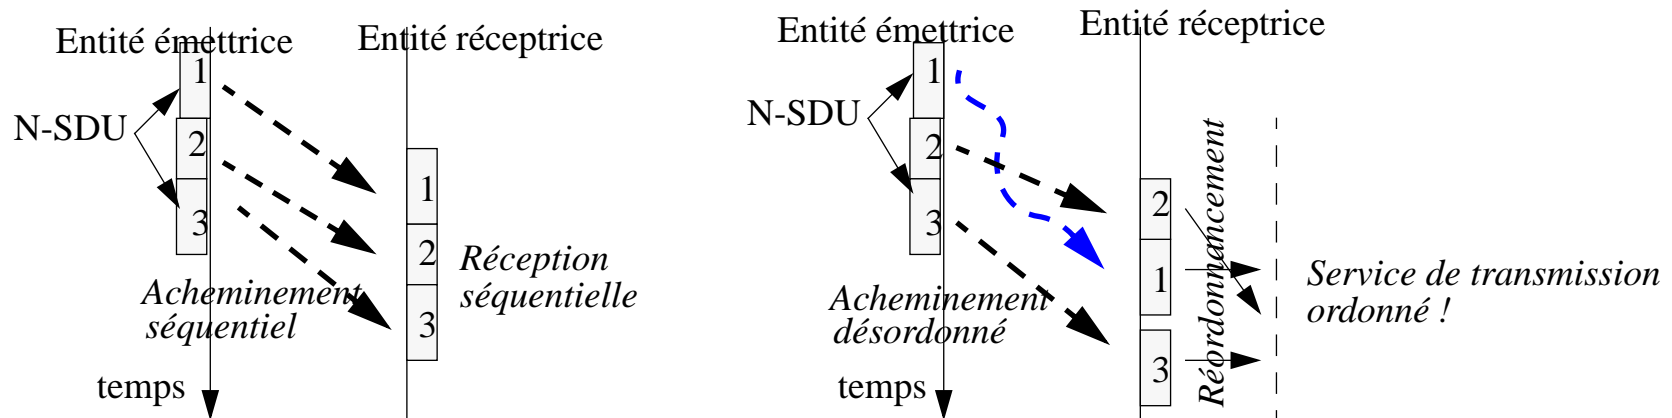 Entité émettrice
Entité réceptrice
1
N-SDU
2
3
1
2
3
Réception
séquentielle
Acheminement
séquentiel
temps
Entité émettrice
Entité réceptrice
1
N-SDU
2
3
2
1
3
Réordonnancement
Service de transmission
ordonné !
Acheminement
désordonné
temps